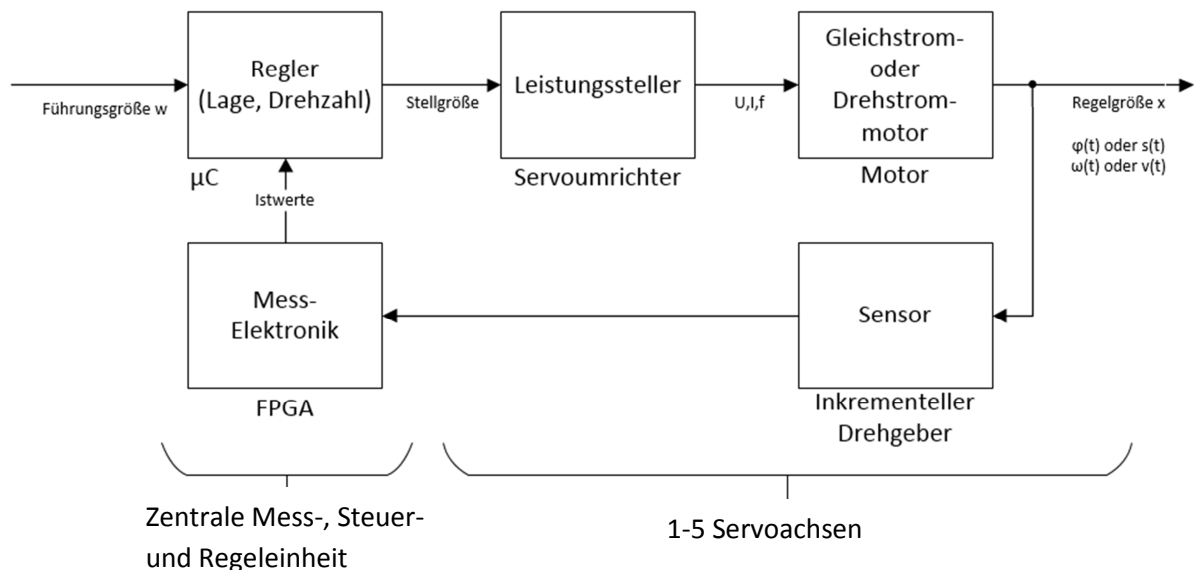 Führungsgröße w
Regler
(Lage, Drehzahl)
µC
Stellgröße
Leistungssteller
Servoumrichter
U,I,f
Gleichstrom-
oder
Drehstrom-
motor
Motor
Regelgröße x
φ(t) oder s(t)
ω(t) oder v(t)
Istwerte
Mess-
Elektronik
FPGA
Sensor
Inkrementeller
Drehgeber
Zentrale Mess-, Steuer-
und Regeleinheit
1-5 Servoachsen